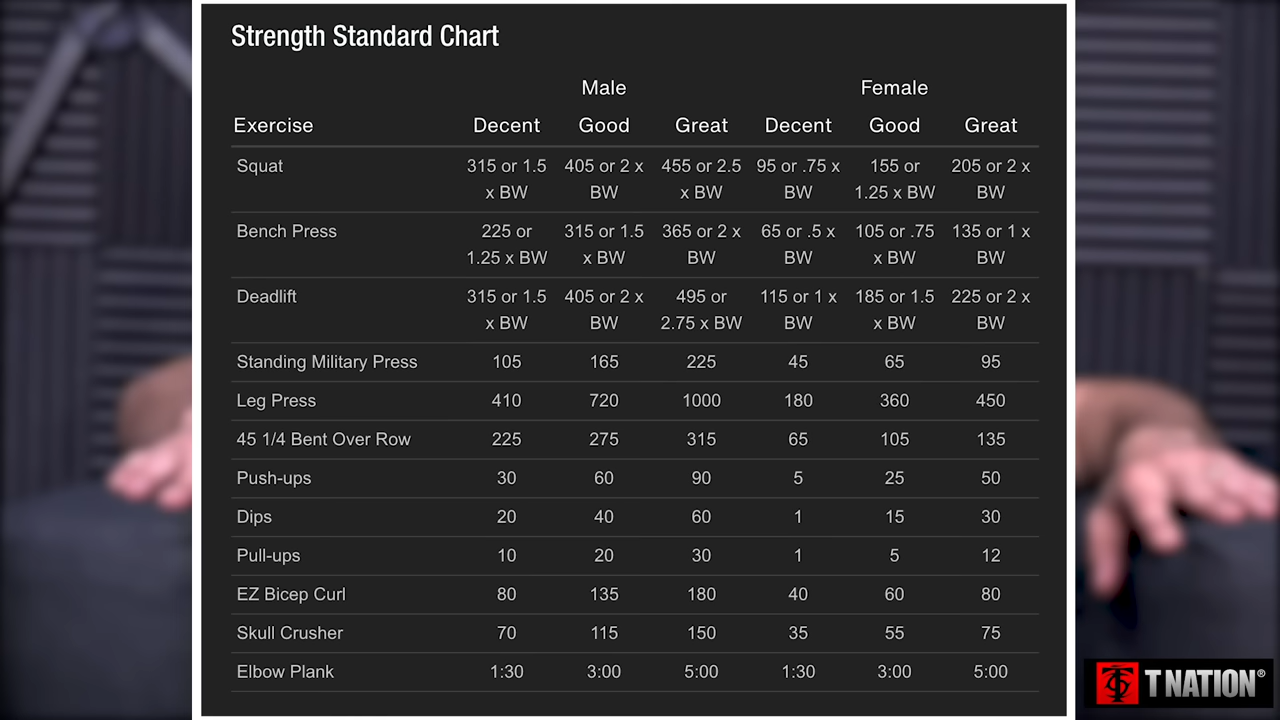 Strength Standard Chart
Male Female
Exercise Decent Good Great Decent Good Great
Squat 315 or 1.5 x BW 405 or 2 x BW 455 or 2.5 x BW 95 or .75 x BW 155 or 1.25 x BW 205 or 2 x BW
Bench Press 225 or 1.25 x BW 315 or 1.5 x BW 365 or 2 x BW 65 or .5 x BW 105 or .75 x BW 135 or 1 x BW
Deadlift 315 or 1.5 x BW 405 or 2 x BW 495 or 2.75 x BW 115 or 1 x BW 185 or 1.5 x BW 225 or 2 x BW
Standing Military Press 105 165 225 45 65 95
Leg Press 410 720 1000 180 360 450
45 1/4 Bent Over Row 225 275 315 65 105 135
Push-ups 30 60 90 5 25 50
Dips 20 40 60 1 15 30
Pull-ups 10 20 30 1 5 12
EZ Bicep Curl 80 135 180 40 60 80
Skull Crusher 70 115 150 35 55 75
Elbow Plank 1:30 3:00 5:00 1:30 3:00 5:00
T NATION®